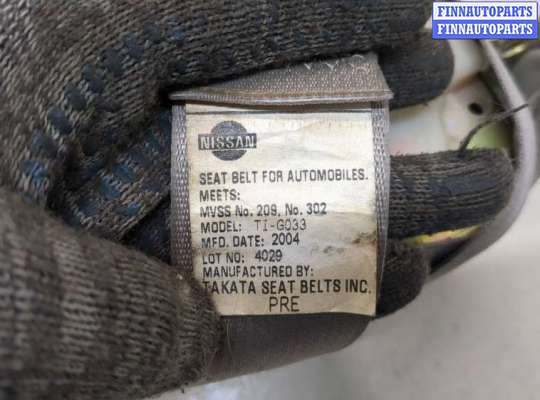 FINNAUTOPARTS
FINNAUTOPARTS
NISSAN
SEAT BELT FOR AUTOMOBILES.
MEETS:
MVSS No. 209, No. 302
MODEL: TI-G033
MFD. DATE: 2004
LOT NO: 4029
MANUFACTURED BY:
TAKATA SEAT BELTS INC.
PRE